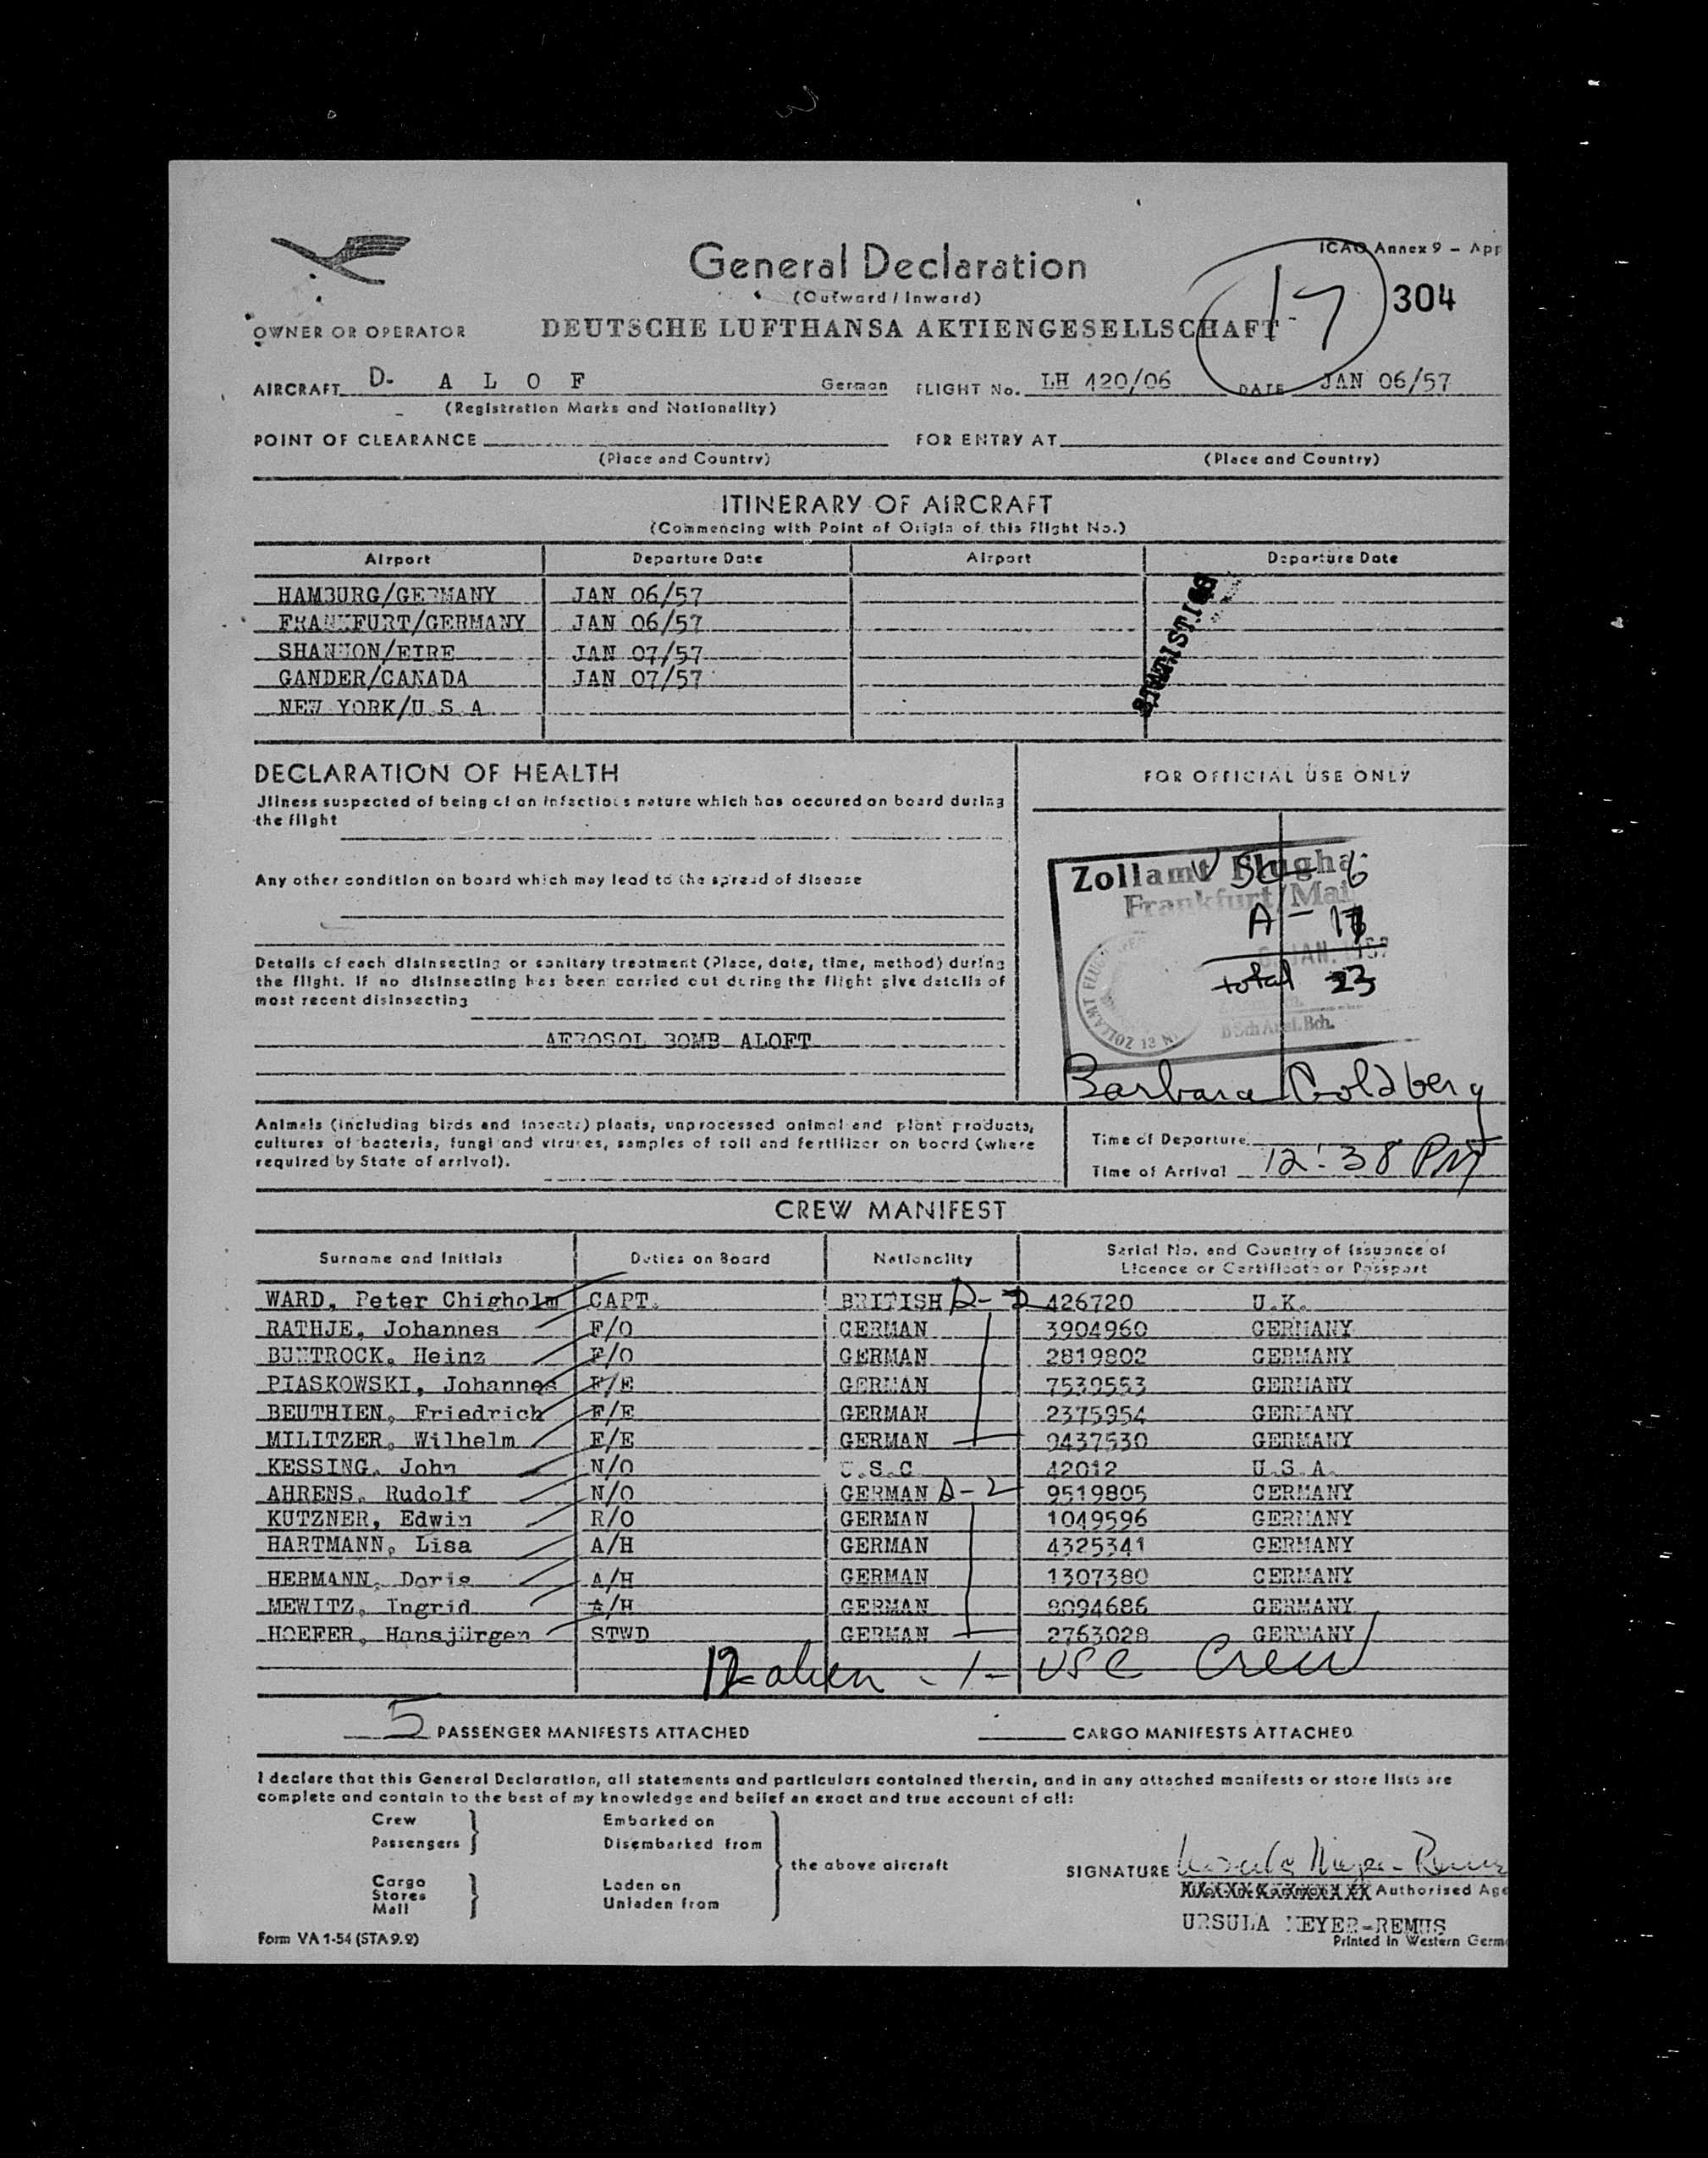 General Declaration
ICAO Annex 9 - App
(Outward / Inward)
1-7
304
OWNER OR OPERATOR DEUTSCHE LUFTHANSA AKTIENGESELLSCHAFT
AIRCRAFT D- A L O F German FLIGHT No. LH 420/06 DATE JAN 06/57
(Registration Marks and Nationality)
POINT OF CLEARANCE FOR ENTRY AT
(Place and Country) (Place and Country)
ITINERARY OF AIRCRAFT
(Commencing with Point of Origin of this Flight No.)
Airport Departure Date Airport Departure Date
HAMBURG/GERMANY JAN 06/57
FRANKFURT/GERMANY JAN 06/57
SHANNON/EIRE JAN 07/57
GANDER/CANADA JAN 07/57
NEW YORK/U.S.A
DECLARATION OF HEALTH
FOR OFFICIAL USE ONLY
Illness suspected of being of an infectious nature which has occured on board during
the flight
Any other condition on board which may lead to the spread of disease
Zollamt Flugha
Frankfurt/Mai
6
A - 17
total 23
Details of each disinsecting or sanitary treatment (Place, date, time, method) during
the flight. If no disinsecting has been carried out during the flight give details of
most recent disinsecting
AEROSOL BOMB ALOFT
Barbara Goldberg
Animals (including birds and insects) plants, unprocessed animal and plant products,
cultures of bacteria, fungi and viruses, samples of soil and fertilizer on board (where
required by State of arrival).
Time of Departure
Time of Arrival 12:38 PM
CREW MANIFEST
Surname and Initials Duties on Board Nationality Serial No. and Country of Issuance of
Licence or Certificate or Passport
WARD, Peter Chigholm CAPT. BRITISH D-2 426720 U.K.
RATHJE, Johannes F/O GERMAN 3904960 GERMANY
BUNTROCK, Heinz F/O GERMAN 2819802 GERMANY
PIASKOWSKI, Johannes F/E GERMAN 7539553 GERMANY
BEUTHIEN, Friedrich F/E GERMAN 2375954 GERMANY
MILITZER, Wilhelm F/E GERMAN 9437530 GERMANY
KESSING, John N/O U.S.C 42012 U.S.A.
AHRENS, Rudolf N/O GERMAN D-2 9519805 GERMANY
KUTZNER, Edwin R/O GERMAN 1049596 GERMANY
HARTMANN, Lisa A/H GERMAN 4325341 GERMANY
HERMANN, Doris A/H GERMAN 1307380 GERMANY
MEWITZ, Ingrid A/H GERMAN 8094686 GERMANY
HOEFER, Hansjürgen STWD GERMAN 2763028 GERMANY
12 alien - 1 - USC Crew
5 PASSENGER MANIFESTS ATTACHED CARGO MANIFESTS ATTACHED
I declare that this General Declaration, all statements and particulars contained therein, and in any attached manifests or store lists are
complete and contain to the best of my knowledge and belief an exact and true account of all:
Crew Embarked on
Passengers Disembarked from
the above aircraft
Cargo Laden on
Stores
Mail Unladen from
SIGNATURE Ursula Meyer-Remus
Authorised Age
URSULA MEYER-REMUS
Form VA 1-54 (STA 9.2)
Printed in Western Germ